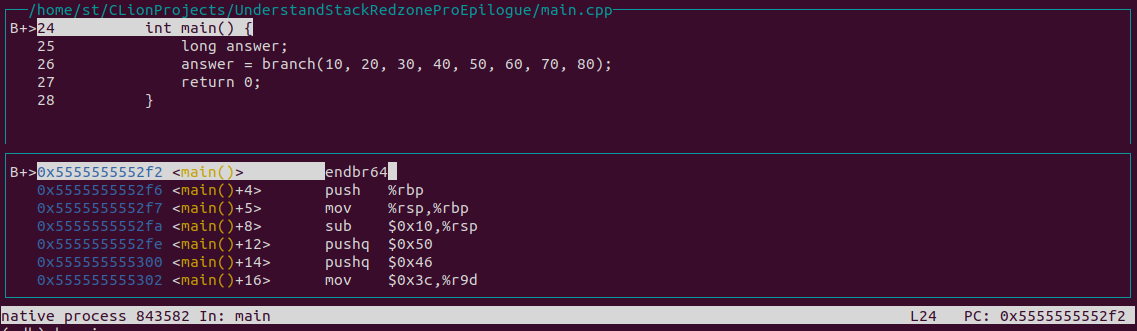 /home/st/CLionProjects/UnderstandStackRedzoneProEpilogue/main.cpp
B+>24 int main() {
25 long answer;
26 answer = branch(10, 20, 30, 40, 50, 60, 70, 80);
27 return 0;
28 }
B+>0x5555555552f2 <main()> endbr64
0x5555555552f6 <main()+4> push %rbp
0x5555555552f7 <main()+5> mov %rsp,%rbp
0x5555555552fa <main()+8> sub $0x10,%rsp
0x5555555552fe <main()+12> pushq $0x50
0x555555555300 <main()+14> pushq $0x46
0x555555555302 <main()+16> mov $0x3c,%r9d
native process 843582 In: main L24 PC: 0x5555555552f2